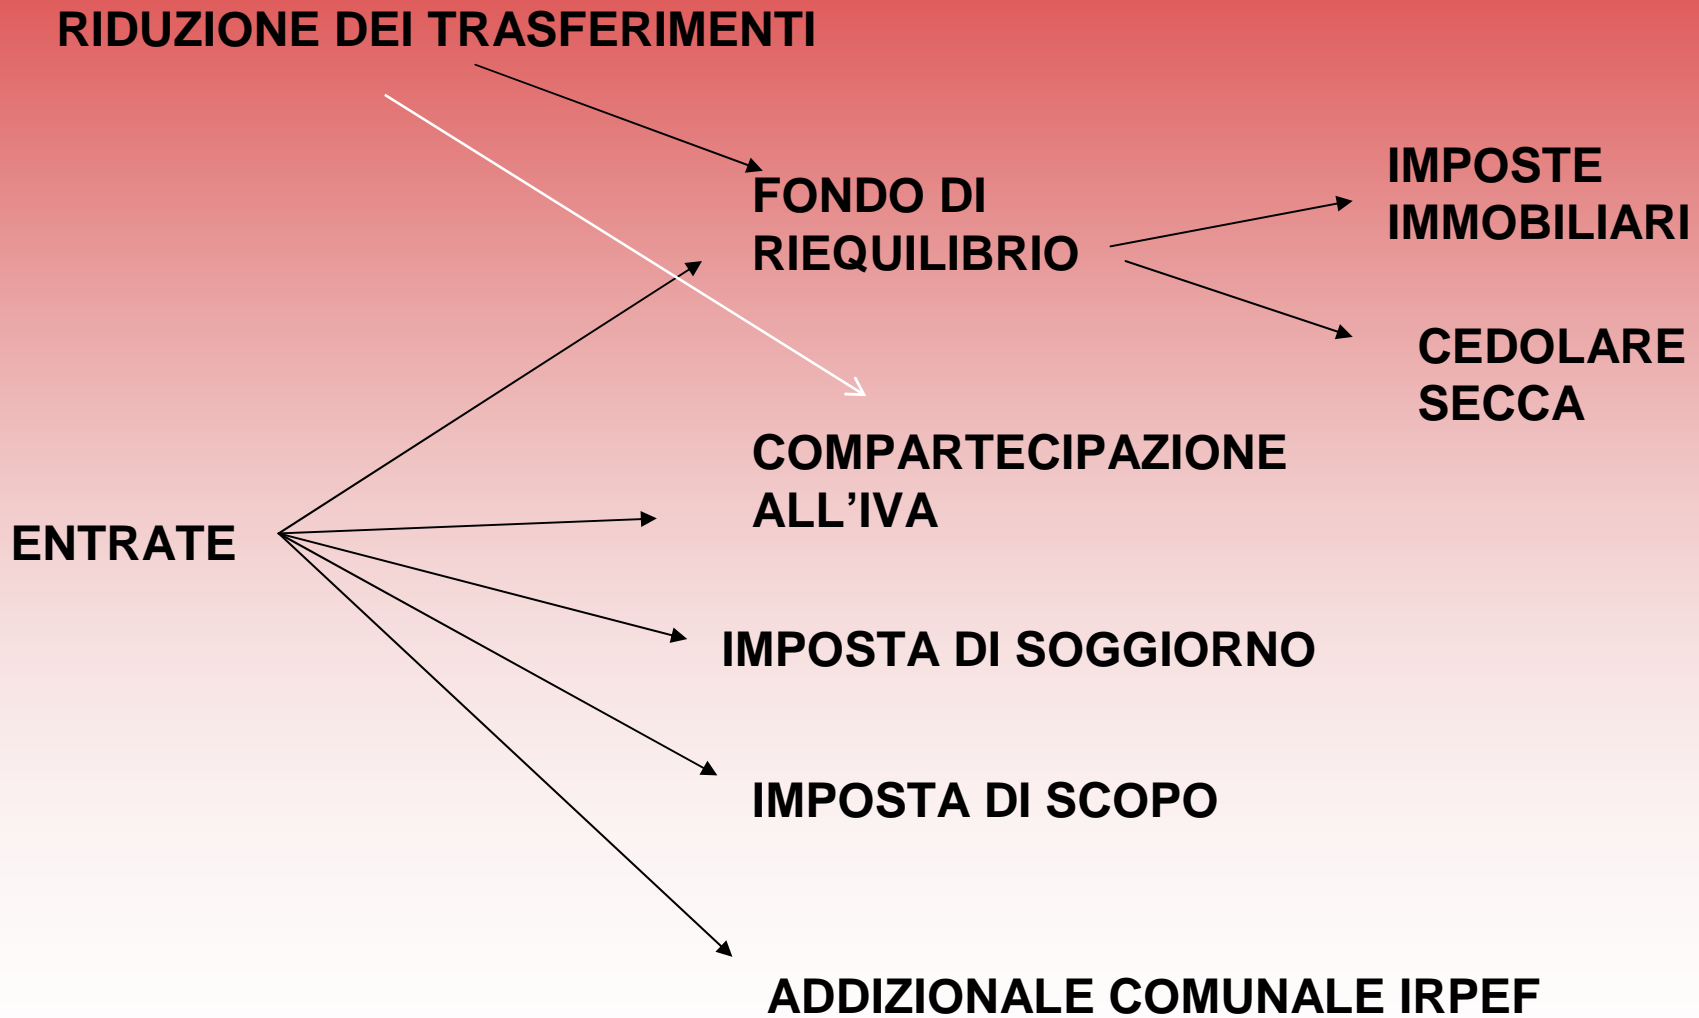 RIDUZIONE DEI TRASFERIMENTI
FONDO DI
RIEQUILIBRIO
IMPOSTE
IMMOBILIARI
CEDOLARE
SECCA
COMPARTECIPAZIONE
ALL’IVA
ENTRATE
IMPOSTA DI SOGGIORNO
IMPOSTA DI SCOPO
ADDIZIONALE COMUNALE IRPEF